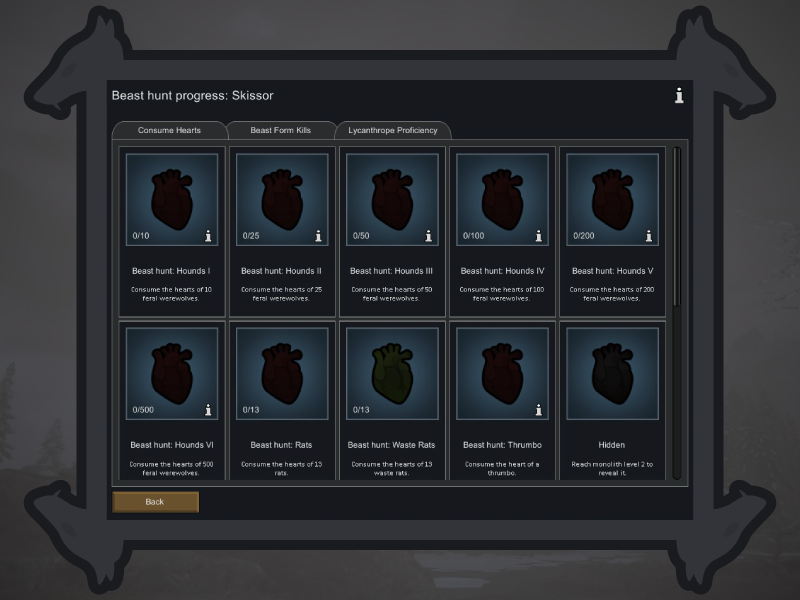 Beast hunt progress: Skissor
Consume Hearts
Beast Form Kills
Lycanthrope Proficiency
0/10
0/25
0/50
0/100
0/200
Beast hunt: Hounds I
Beast hunt: Hounds II
Beast hunt: Hounds III
Beast hunt: Hounds IV
Beast hunt: Hounds V
Consume the hearts of 10
feral werewolves.
Consume the hearts of 25
feral werewolves.
Consume the hearts of 50
feral werewolves.
Consume the hearts of 100
feral werewolves.
Consume the hearts of 200
feral werewolves.
0/500
0/13
0/13
Beast hunt: Hounds VI
Beast hunt: Rats
Beast hunt: Waste Rats
Beast hunt: Thrumbo
Hidden
Consume the hearts of 500
feral werewolves.
Consume the hearts of 13
rats.
Consume the hearts of 13
waste rats.
Consume the heart of a
thrumbo.
Reach monolith level 2 to
reveal it.
Back